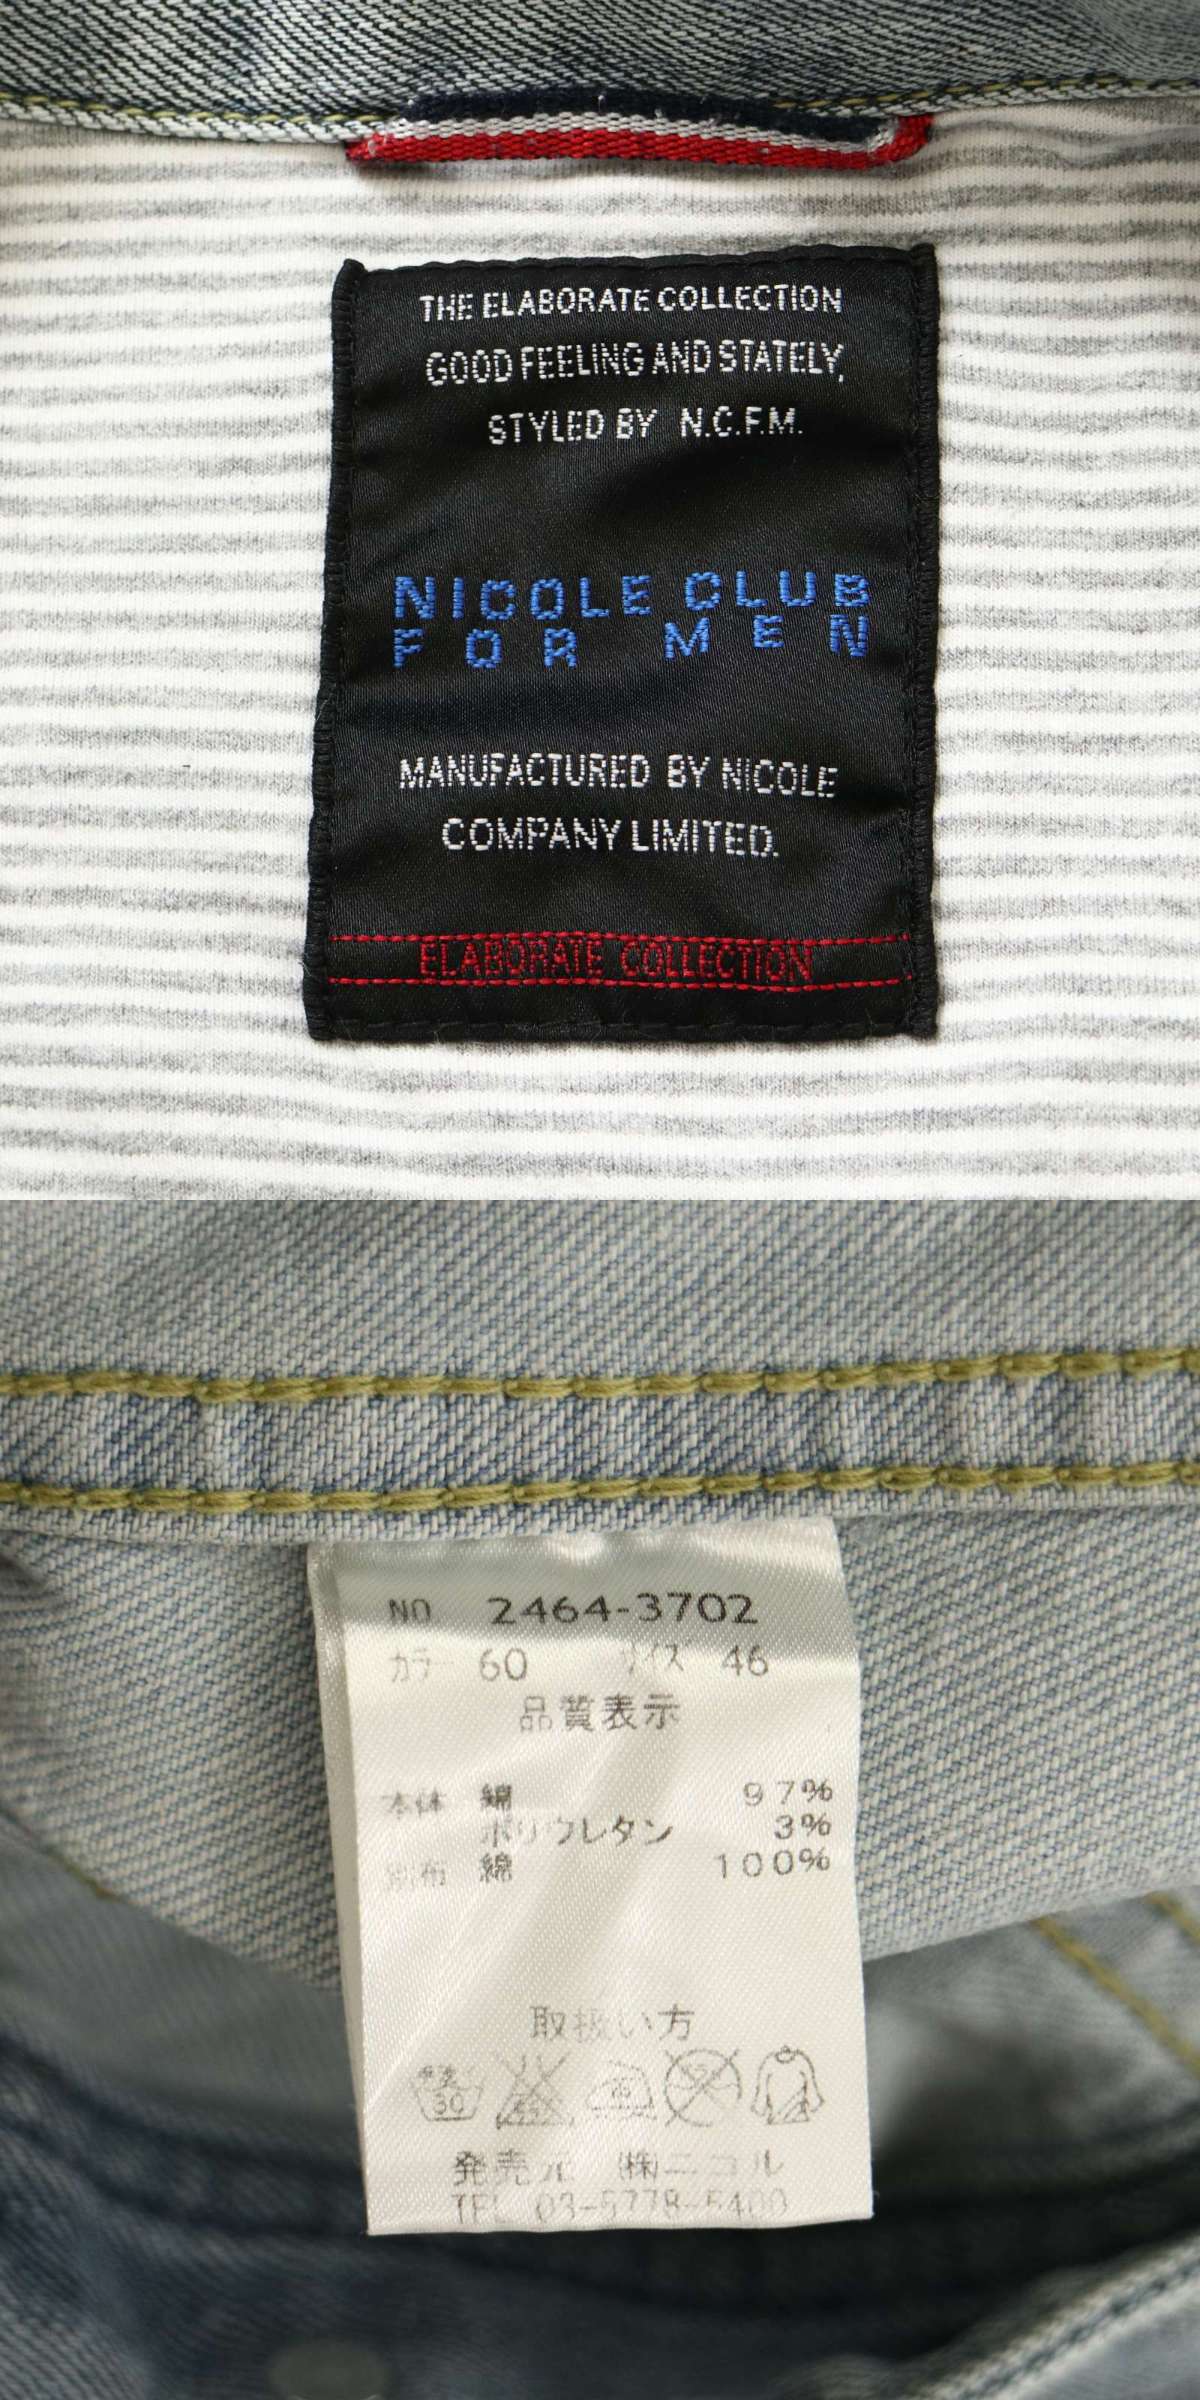 THE ELABORATE COLLECTION
GOOD FEELING AND STATELY,
STYLED BY N.C.F.M.
NICOLE CLUB
FOR MEN
MANUFACTURED BY NICOLE
COMPANY LIMITED.
ELABORATE COLLECTION
NO 2464-3702
カラー 60 サイズ 46
品質表示
本体 綿 97%
ポリウレタン 3%
別布 綿 100%
取扱い方
30
発売元 (株)ニコル
TEL 03-5778-5400